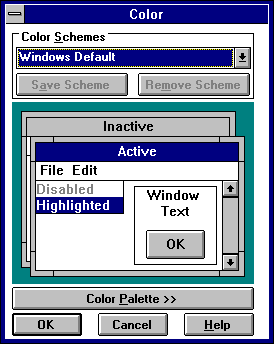 Color
Color Schemes
Windows Default
Save Scheme
Remove Scheme
Inactive
Active
File Edit
Disabled
Highlighted
Window
Text
OK
Color Palette >>
OK
Cancel
Help